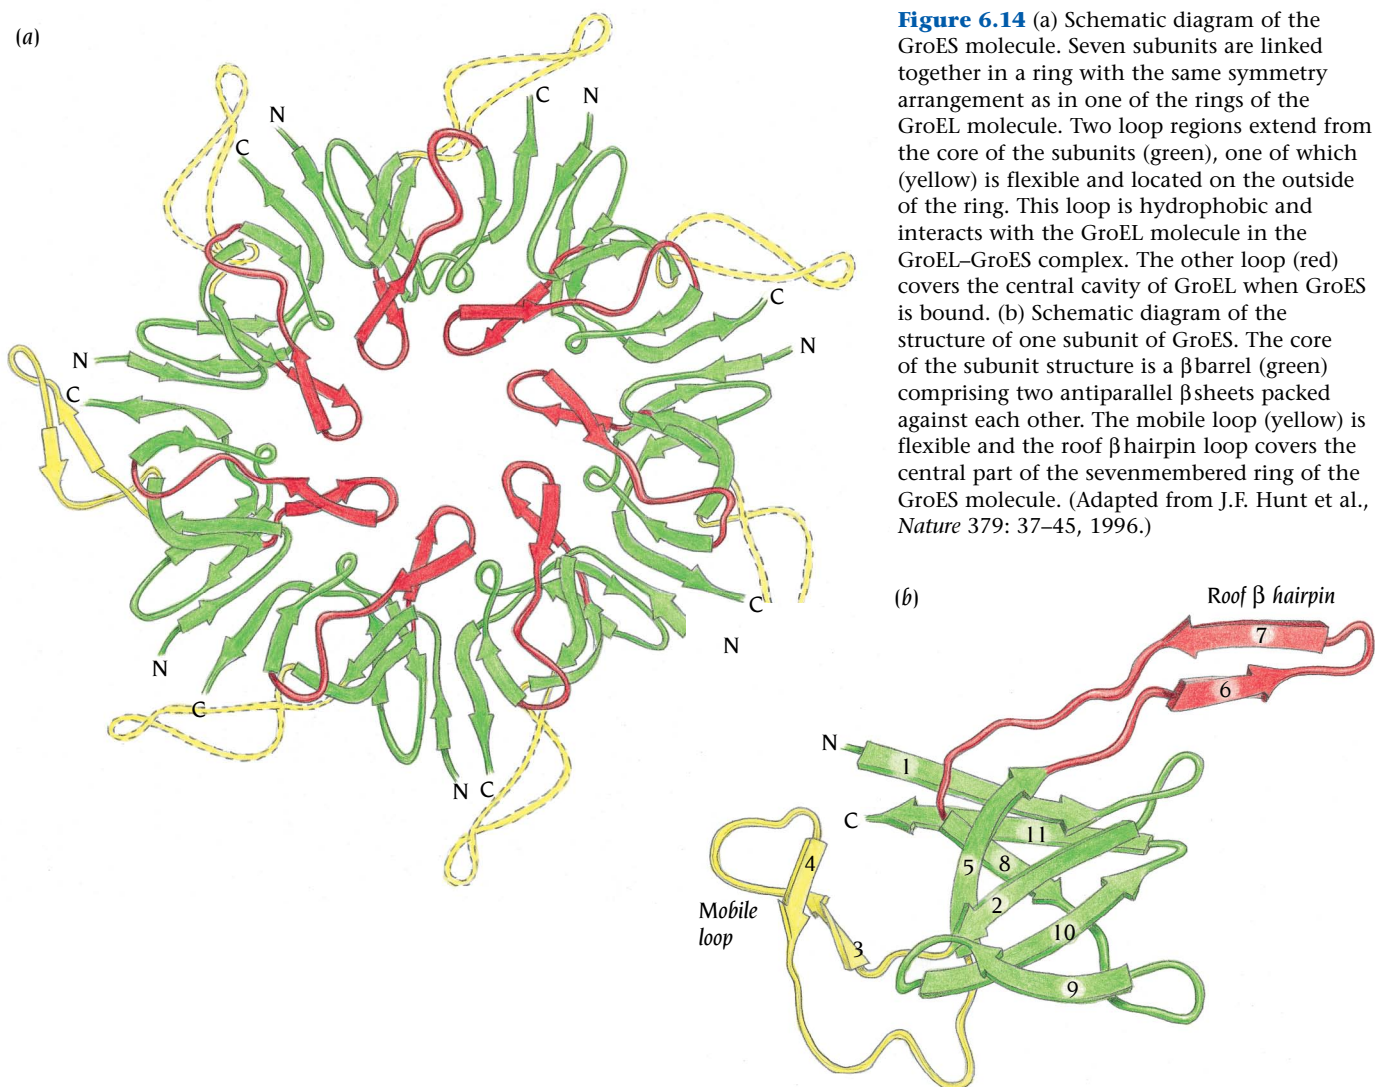 (a)
C
N
N
C
C
N
N
C
C
N
N
C
N
C
Figure 6.14 (a) Schematic diagram of the
GroES molecule. Seven subunits are linked
together in a ring with the same symmetry
arrangement as in one of the rings of the
GroEL molecule. Two loop regions extend from
the core of the subunits (green), one of which
(yellow) is flexible and located on the outside
of the ring. This loop is hydrophobic and
interacts with the GroEL molecule in the
GroEL–GroES complex. The other loop (red)
covers the central cavity of GroEL when GroES
is bound. (b) Schematic diagram of the
structure of one subunit of GroES. The core
of the subunit structure is a βbarrel (green)
comprising two antiparallel βsheets packed
against each other. The mobile loop (yellow) is
flexible and the roof βhairpin loop covers the
central part of the sevenmembered ring of the
GroES molecule. (Adapted from J.F. Hunt et al.,
Nature 379: 37–45, 1996.)
(b)
Roof β hairpin
7
6
N
1
C
11
5
8
4
2
Mobile
loop
10
3
9